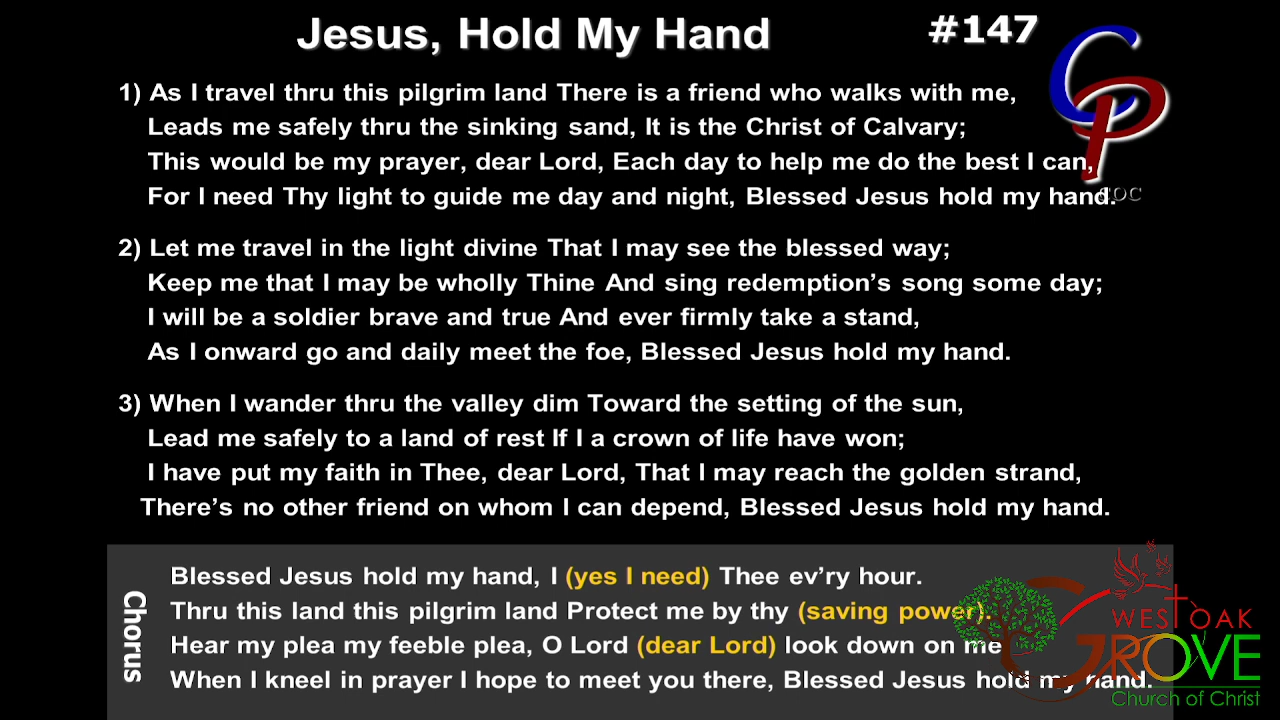 Jesus, Hold My Hand #147
CP
COC
1) As I travel thru this pilgrim land There is a friend who walks with me,
Leads me safely thru the sinking sand, It is the Christ of Calvary;
This would be my prayer, dear Lord, Each day to help me do the best I can,
For I need Thy light to guide me day and night, Blessed Jesus hold my hand.
2) Let me travel in the light divine That I may see the blessed way;
Keep me that I may be wholly Thine And sing redemption’s song some day;
I will be a soldier brave and true And ever firmly take a stand,
As I onward go and daily meet the foe, Blessed Jesus hold my hand.
3) When I wander thru the valley dim Toward the setting of the sun,
Lead me safely to a land of rest If I a crown of life have won;
I have put my faith in Thee, dear Lord, That I may reach the golden strand,
There’s no other friend on whom I can depend, Blessed Jesus hold my hand.
Chorus
Blessed Jesus hold my hand, I (yes I need) Thee ev’ry hour.
Thru this land this pilgrim land Protect me by thy (saving power).
Hear my plea my feeble plea, O Lord (dear Lord) look down on me
When I kneel in prayer I hope to meet you there, Blessed Jesus hold my hand.
WEST OAK
GROVE
Church of Christ